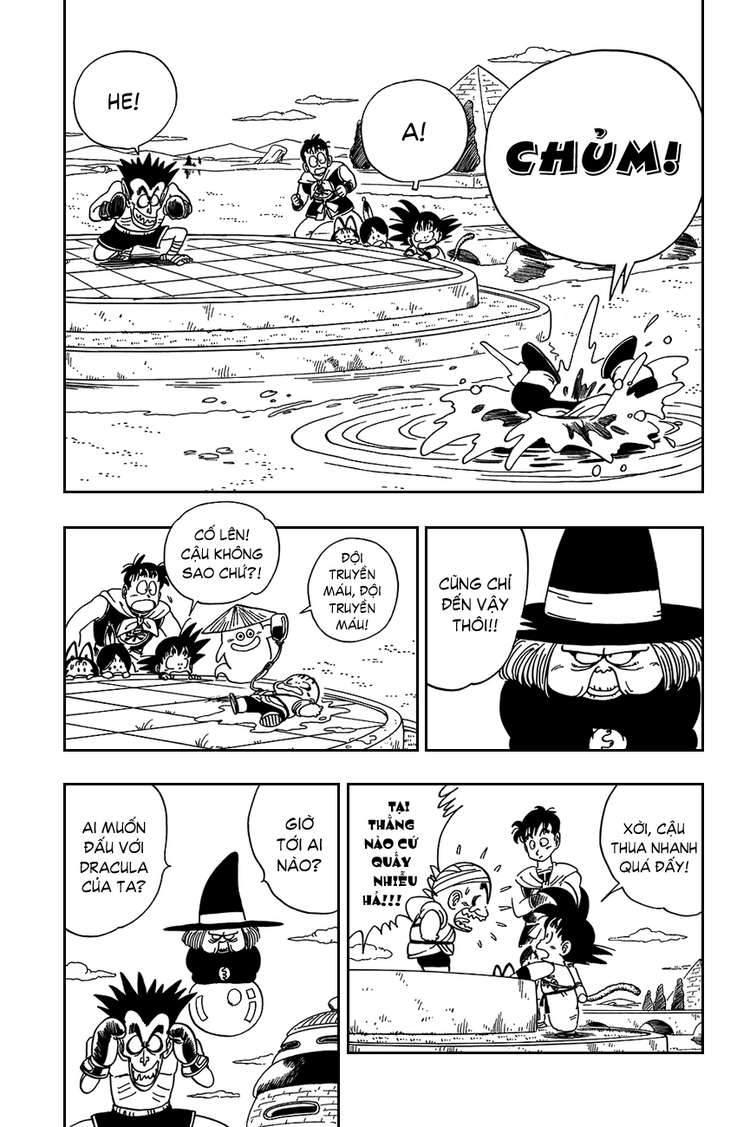 HE!
A!
CHỦM!
CỐ LÊN!
CẬU KHÔNG
SAO CHỨ?!
ĐỘI
TRUYỀN
MÁU, ĐỘI
TRUYỀN
MÁU!
CŨNG CHỈ
ĐẾN VẬY
THÔI!!
AI MUỐN
ĐẤU VỚI
DRACULA
CỦA TA?
GIỜ
TỚI AI
NÀO?
TẠI
THẰNG
NÀO CỨ
QUẤY
NHIỄU
HẢ!!!
XỜI, CẬU
THUA NHANH
QUÁ ĐẤY!